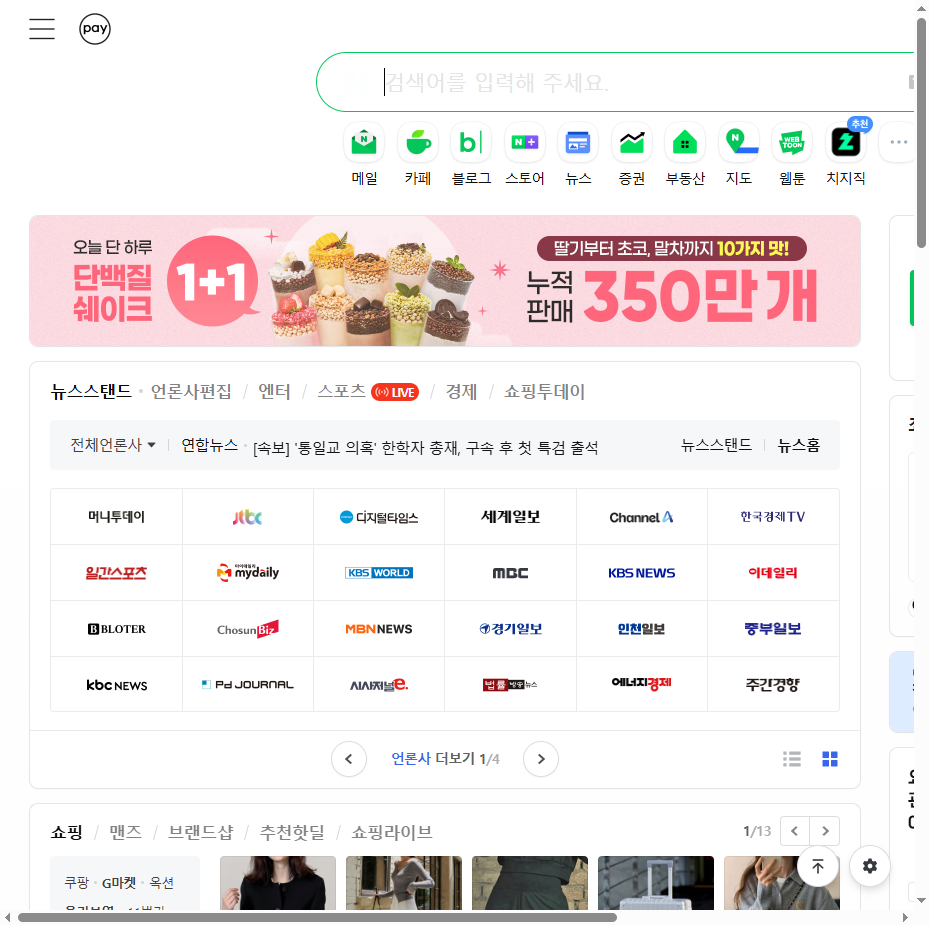 pay
검색어를 입력해 주세요.
추천
메일 카페 블로그 스토어 뉴스 증권 부동산 지도 웹툰 치지직
오늘 단 하루
단백질
쉐이크
1+1
딸기부터 초코, 말차까지 10가지 맛!
누적
판매
350만개
뉴스스탠드 · 언론사편집 / 엔터 / 스포츠 LIVE / 경제 / 쇼핑투데이
전체언론사 연합뉴스 · [속보] '통일교 의혹' 한학자 총재, 구속 후 첫 특검 출석 뉴스스탠드 뉴스홈
머니투데이 jtbc 디지털타임스 세계일보 Channel A 한국경제TV
일간스포츠 마이데일리 mydaily KBS WORLD MBC KBS NEWS 이데일리
BLOTER ChosunBiz MBN NEWS 경기일보 인천일보 중부일보
kbc NEWS Pd JOURNAL 시사저널e. 법률방송뉴스 에너지경제 주간경향
언론사 더보기 1/4
쇼핑 / 맨즈 / 브랜드샵 / 추천핫딜 / 쇼핑라이브 1/13
쿠팡 · G마켓 · 옥션